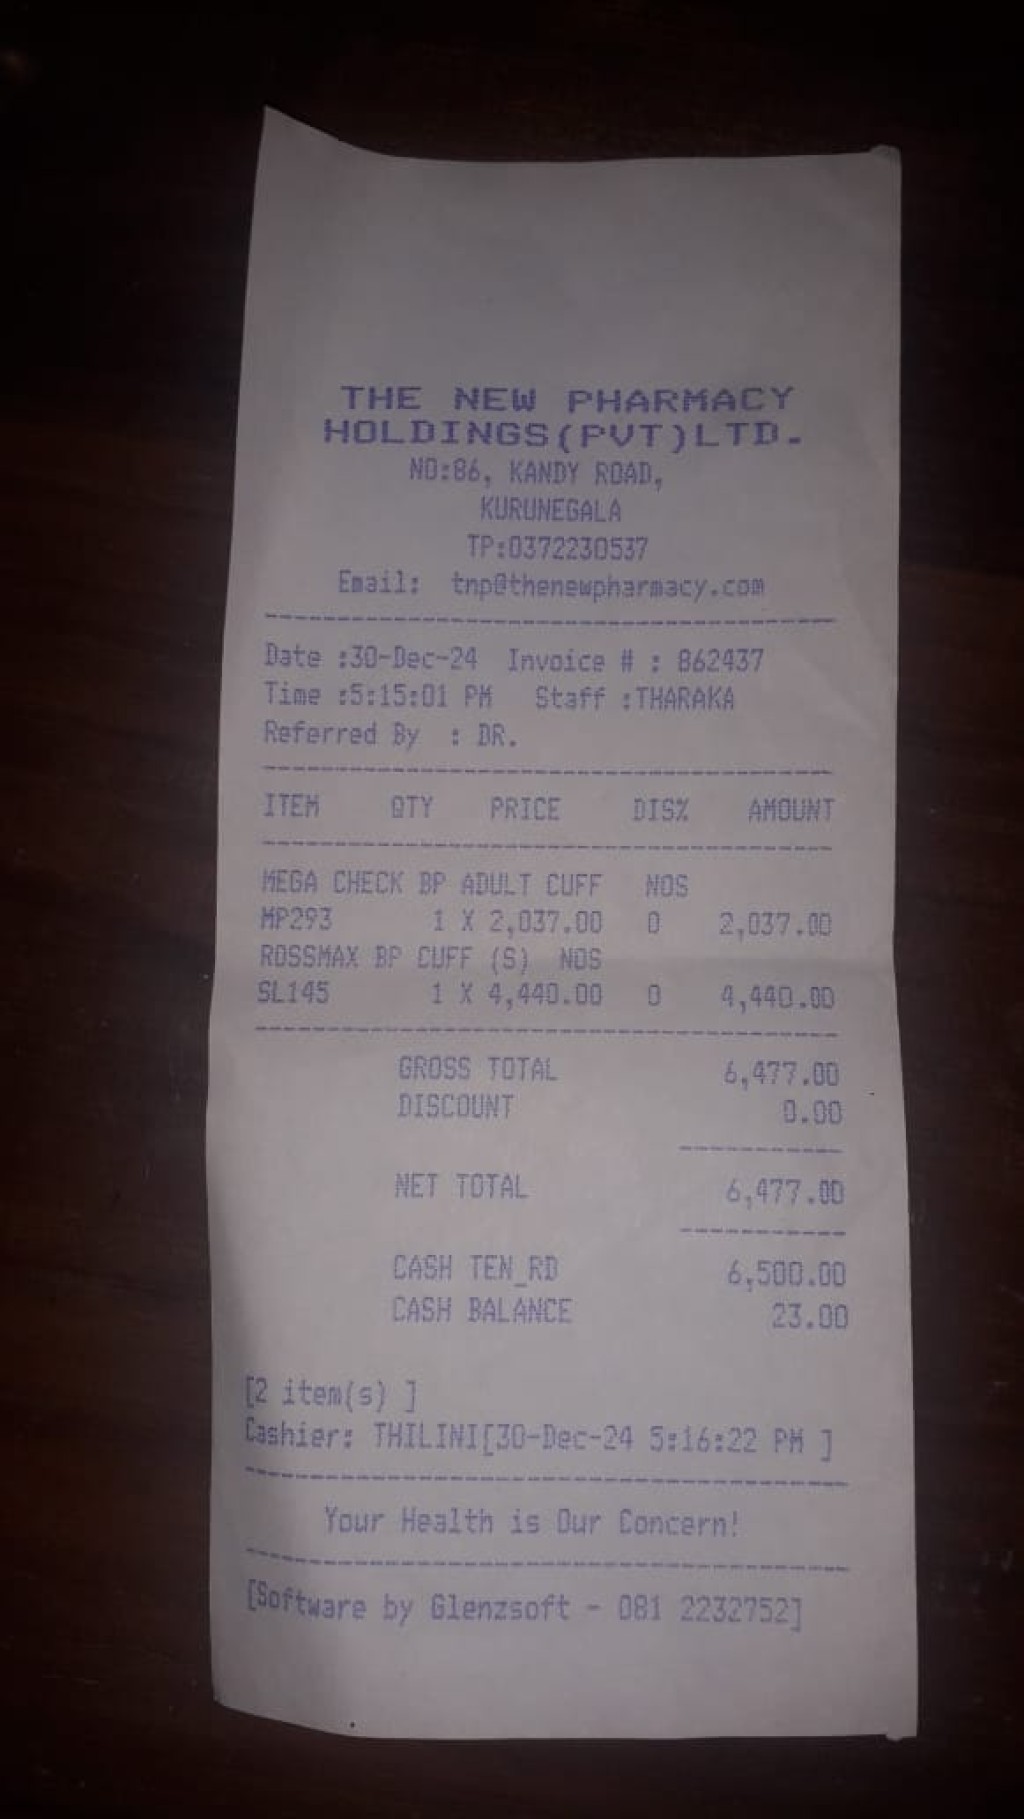 THE NEW PHARMACY
HOLDINGS(PVT)LTD.
NO:86, KANDY ROAD,
KURUNEGALA
TP:0372230537
Email: tnp@thenewpharmacy.com
Date :30-Dec-24 Invoice # : 862437
Time :5:15:01 PM Staff :THARAKA
Referred By : DR.
ITEM QTY PRICE DIS% AMOUNT
MEGA CHECK BP ADULT CUFF NOS
MP293 1 X 2,037.00 0 2,037.00
ROSSMAX BP CUFF (S) NOS
SL145 1 X 4,440.00 0 4,440.00
GROSS TOTAL 6,477.00
DISCOUNT 0.00
NET TOTAL 6,477.00
CASH TEN_RD 6,500.00
CASH BALANCE 23.00
[2 item(s) ]
Cashier: THILINI[30-Dec-24 5:16:22 PM ]
Your Health is Our Concern!
[Software by Glenzsoft - 081 2232752]